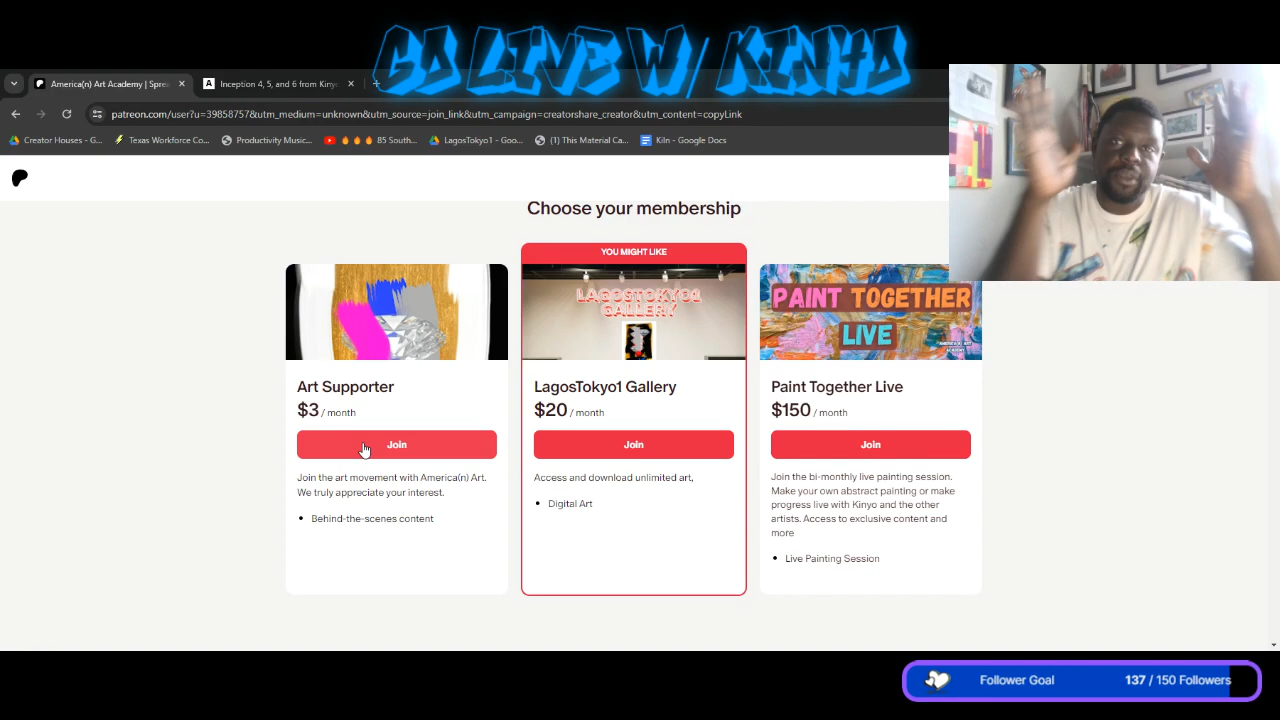 GO LIVE W/ KINYO
America(n) Art Academy | Sprea
Inception 4, 5, and 6 from Kinyo
patreon.com/user?u=39858757&utm_medium=unknown&utm_source=join_link&utm_campaign=creatorshare_creator&utm_content=copyLink
Creator Houses - G...
Texas Workforce Co...
Productivity Music...
85 South...
LagosTokyo1 - Goo...
(1) This Material Ca...
Kiln - Google Docs
Choose your membership
YOU MIGHT LIKE
LAGOSTOKYO1
GALLERY
PAINT TOGETHER
LIVE
Art Supporter
$3 / month
Join
Join the art movement with America(n) Art.
We truly appreciate your interest.
• Behind-the-scenes content
LagosTokyo1 Gallery
$20 / month
Join
Access and download unlimited art,
• Digital Art
Paint Together Live
$150 / month
Join
Join the bi-monthly live painting session.
Make your own abstract painting or make
progress live with Kinyo and the other
artists. Access to exclusive content and
more
• Live Painting Session
Follower Goal
137 / 150 Followers